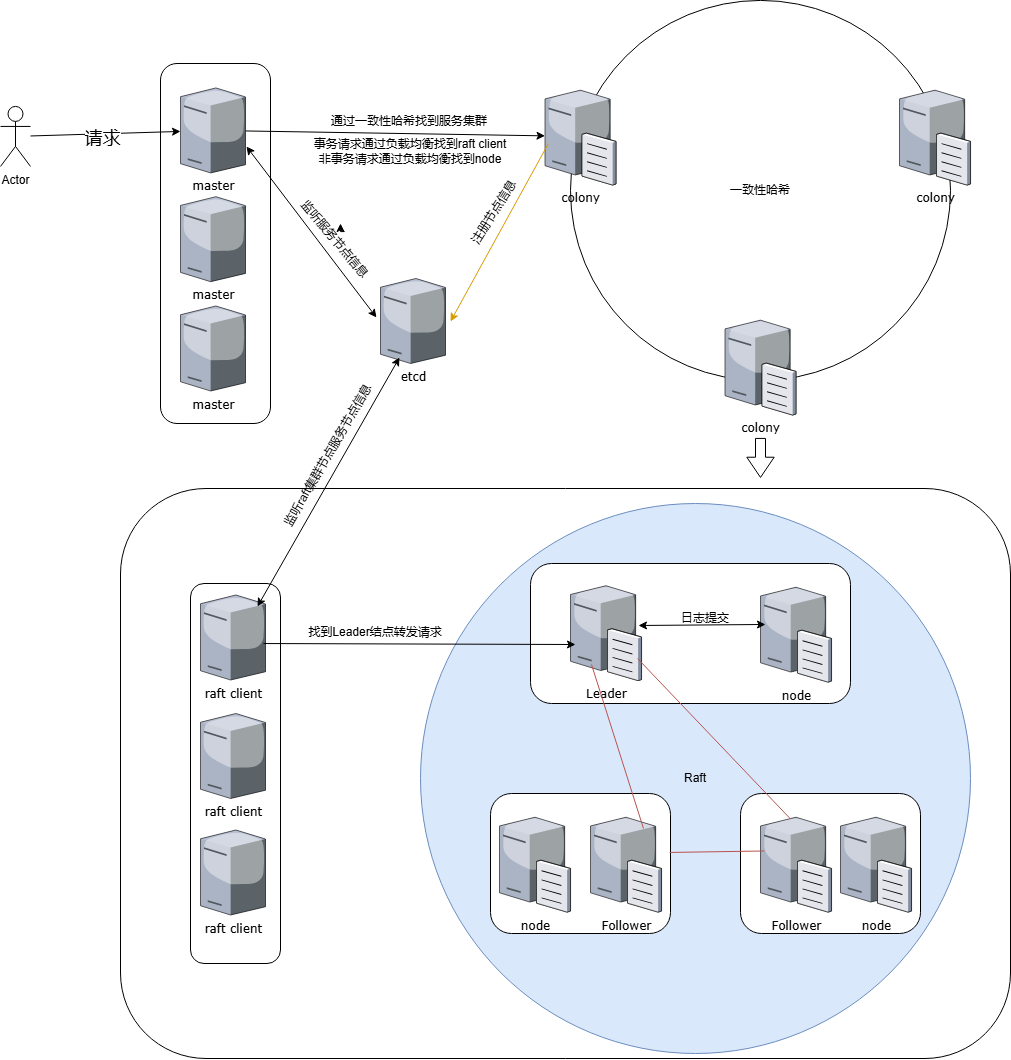 Actor
请求
master
master
master
通过一致性哈希找到服务集群
事务请求通过负载均衡找到raft client
非事务请求通过负载均衡找到node
监听服务节点信息
注册节点信息
etcd
colony
colony
一致性哈希
colony
监听raft集群节点服务节点信息
raft client
raft client
raft client
找到Leader结点转发请求
Leader
日志提交
node
Raft
node
Follower
Follower
node